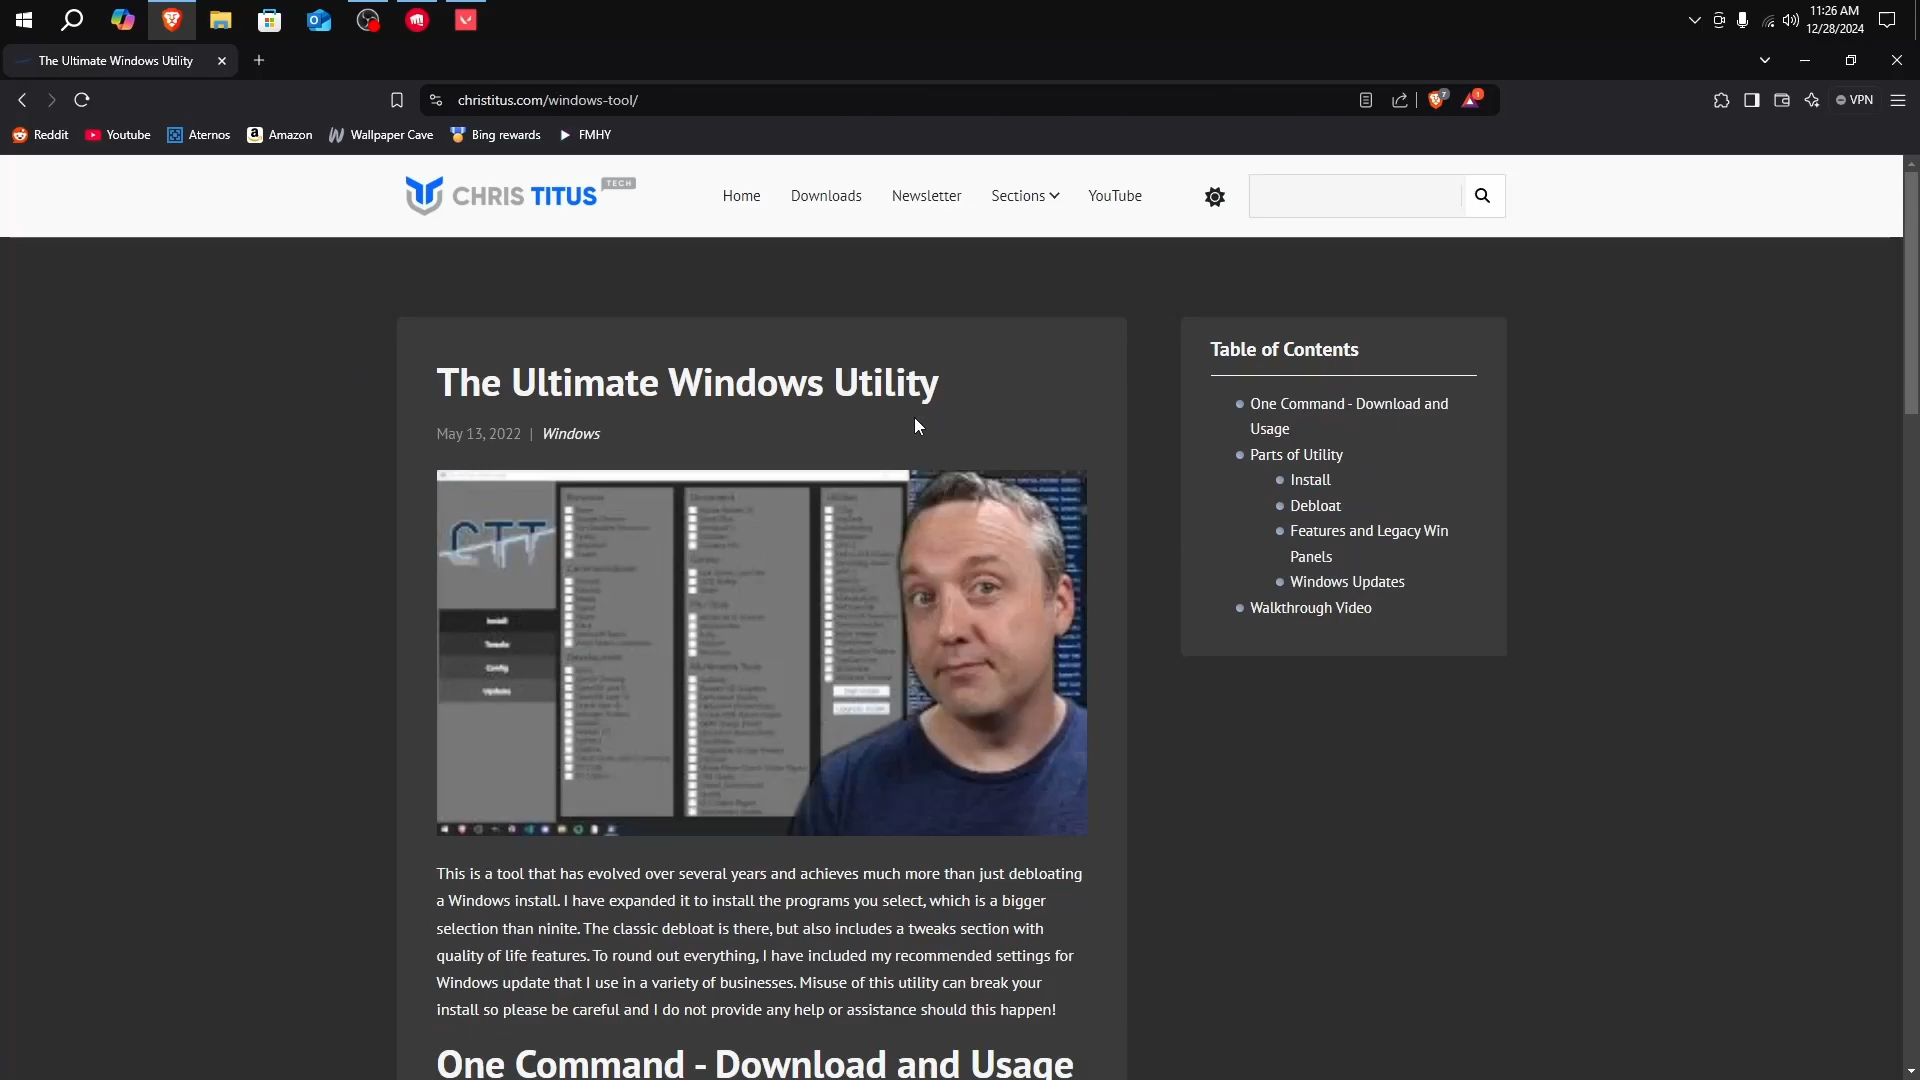 11:26 AM
12/28/2024
The Ultimate Windows Utility
christitus.com/windows-tool/
7
1
VPN
Reddit
Youtube
Aternos
Amazon
Wallpaper Cave
Bing rewards
FMHY
CHRIS TITUS TECH
Home
Downloads
Newsletter
Sections
YouTube
The Ultimate Windows Utility
May 13, 2022 | Windows
CTT
Install
Tweaks
Config
Updates
This is a tool that has evolved over several years and achieves much more than just debloating
a Windows install. I have expanded it to install the programs you select, which is a bigger
selection than ninite. The classic debloat is there, but also includes a tweaks section with
quality of life features. To round out everything, I have included my recommended settings for
Windows update that I use in a variety of businesses. Misuse of this utility can break your
install so please be careful and I do not provide any help or assistance should this happen!
One Command - Download and Usage
Table of Contents
One Command - Download and
Usage
Parts of Utility
Install
Debloat
Features and Legacy Win
Panels
Windows Updates
Walkthrough Video